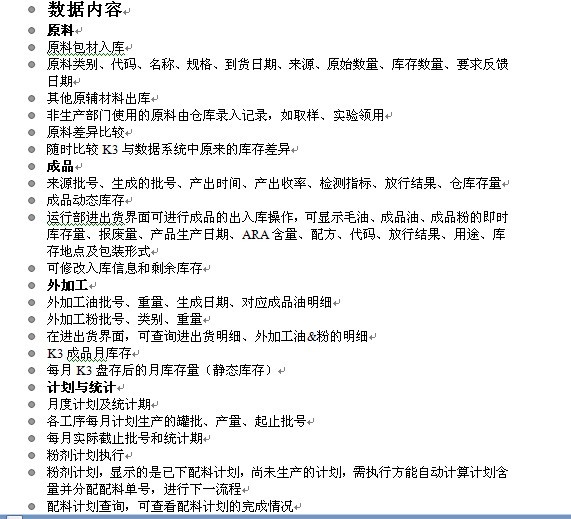 数据内容
原料
原料包材入库
原料类别、代码、名称、规格、到货日期、来源、原始数量、库存数量、要求反馈
日期
其他原辅材料出库
非生产部门使用的原料由仓库录入记录，如取样、实验领用
原料差异比较
随时比较 K3 与数据系统中原来的库存差异
成品
来源批号、生成的批号、产出时间、产出收率、检测指标、放行结果、仓库存量
成品动态库存
运行部进出货界面可进行成品的出入库操作，可显示毛油、成品油、成品粉的即时
库存量、报废量、产品生产日期、ARA 含量、配方、代码、放行结果、用途、库
存地点及包装形式
可修改入库信息和剩余库存
外加工
外加工油批号、重量、生成日期、对应成品油明细
外加工粉批号、类别、重量
在进出货界面，可查询进出货明细、外加工油&粉的明细
K3 成品月库存
每月 K3 盘存后的月库存量（静态库存）
计划与统计
月度计划及统计期
各工序每月计划生产的罐批、产量、起止批号
每月实际截止批号和统计期
粉剂计划执行
粉剂计划，显示的是已下配料计划，尚未生产的计划，需执行方能自动计算计划含
量并分配配料单号，进行下一流程
配料计划查询，可查看配料计划的完成情况